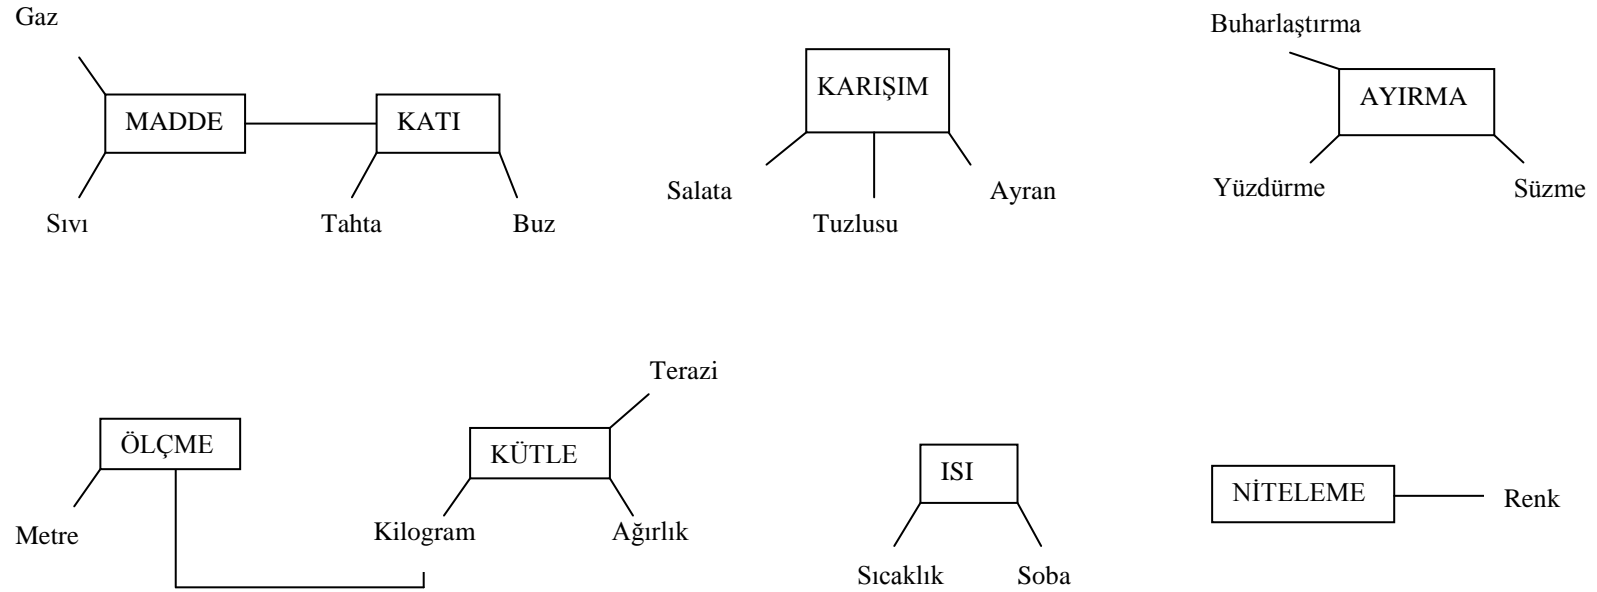 Gaz
MADDE
KATI
Sıvı
Tahta
Buz
KARIŞIM
Salata
Tuzlusu
Ayran
Buharlaştırma
AYIRMA
Yüzdürme
Süzme
ÖLÇME
Metre
Terazi
KÜTLE
Kilogram
Ağırlık
ISI
Sıcaklık
Soba
NİTELEME
Renk